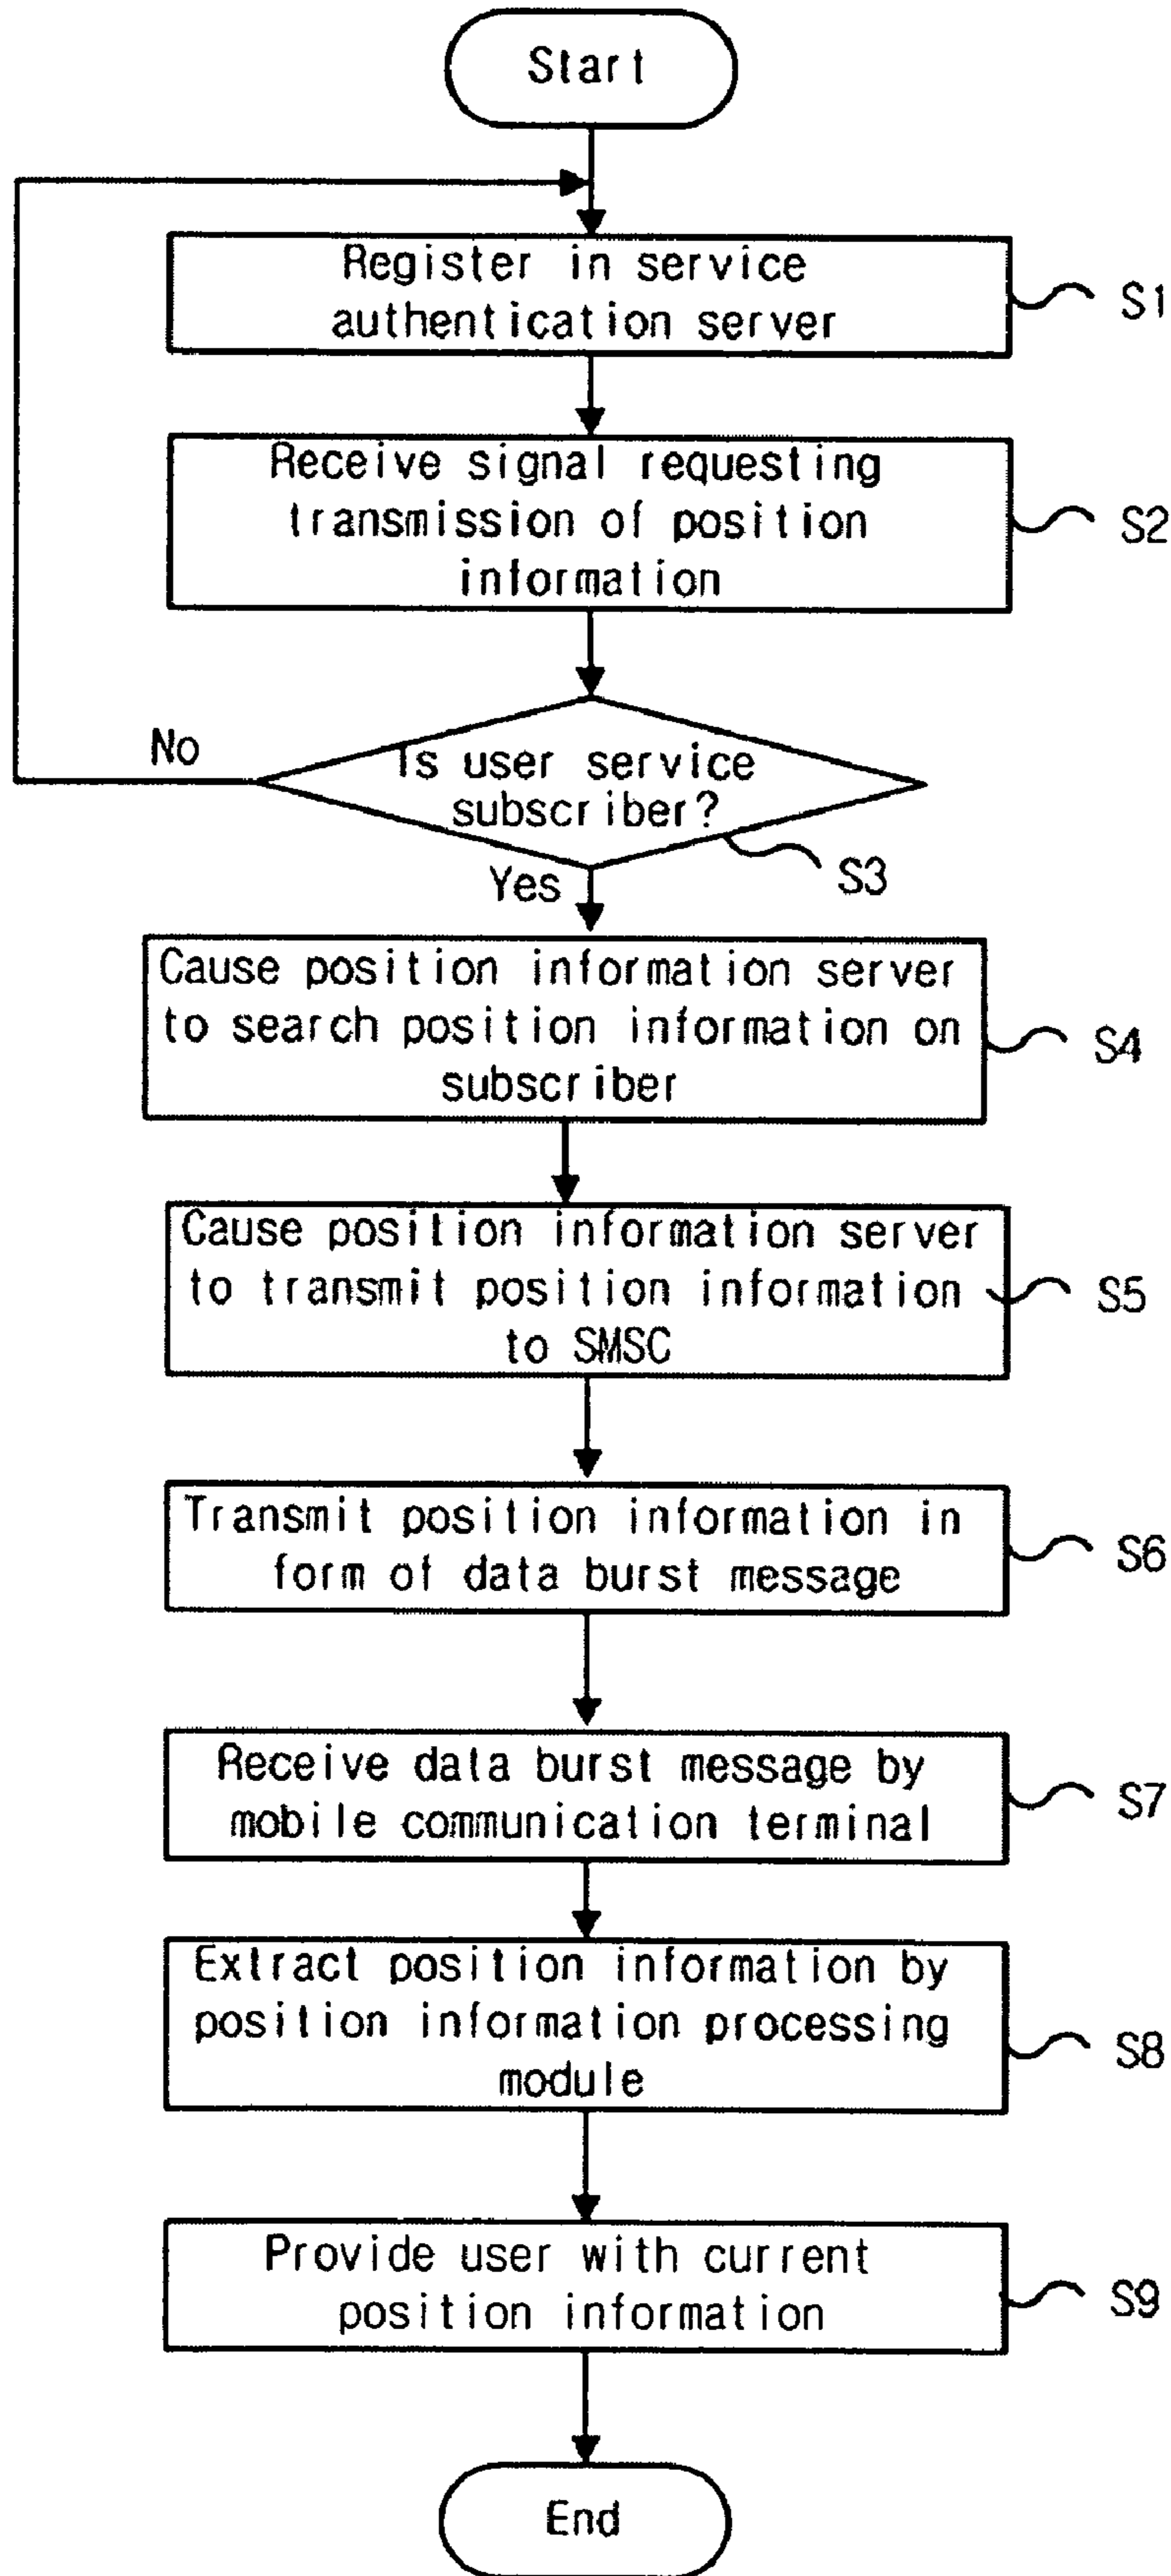 Start
Register in service
authentication server
S1
Receive signal requesting
transmission of position
information
S2
No
Is user service
subscriber?
S3
Yes
Cause position information server
to search position information on
subscriber
S4
Cause position information server
to transmit position information
to SMSC
S5
Transmit position information in
form of data burst message
S6
Receive data burst message by
mobile communication terminal
S7
Extract position information by
position information processing
module
S8
Provide user with current
position information
S9
End